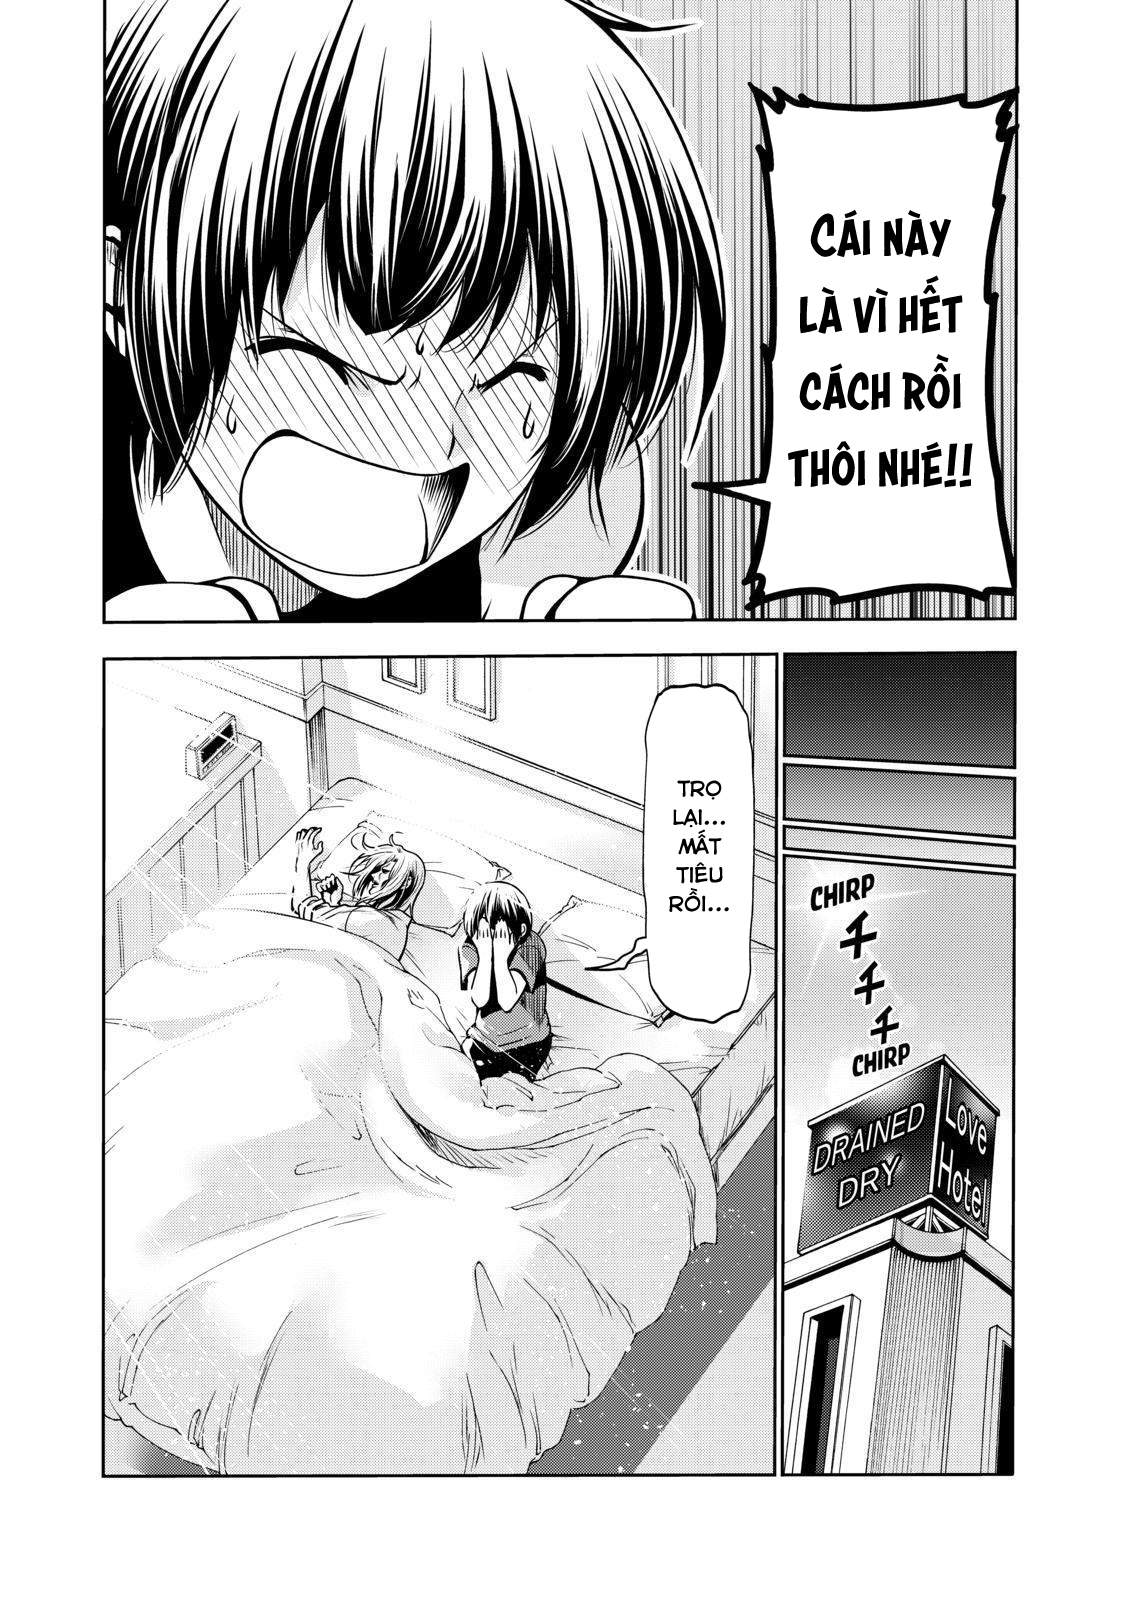 CÁI NÀY
LÀ VÌ HẾT
CÁCH RỒI
THÔI NHÉ!!
CHIRP
チ
チ
チ
CHIRP
DRAINED
DRY
Love
Hotel
TRỌ
LẠI...
MẤT
TIÊU
RỒI...